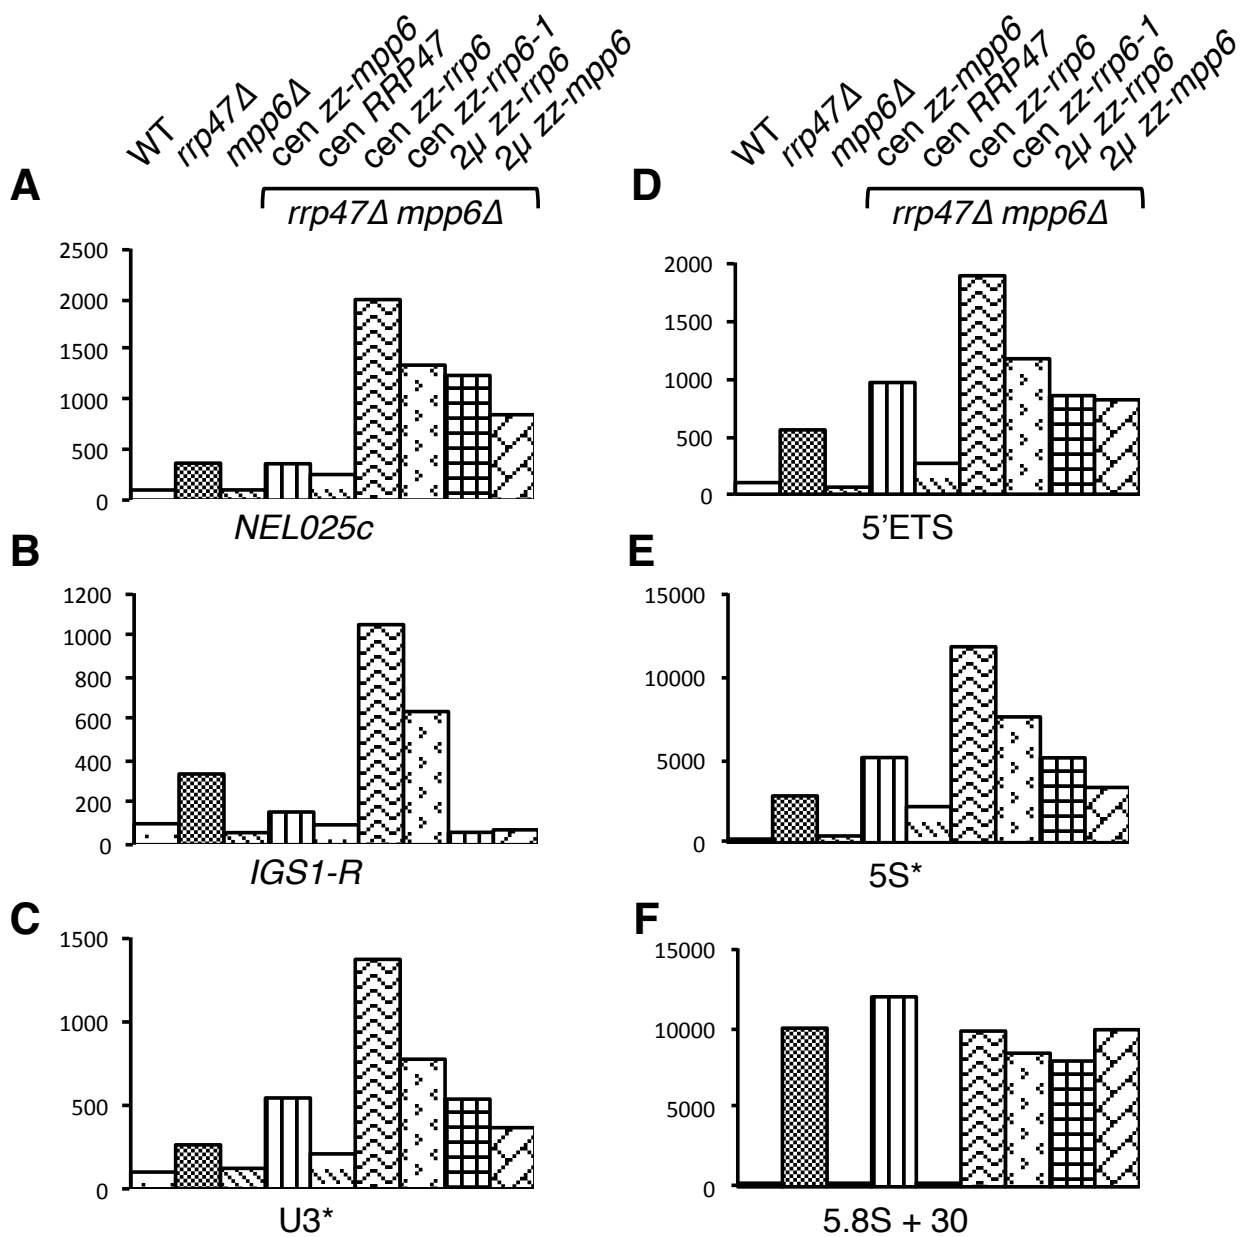 WT
rrp47Δ
mpp6Δ
cen zz-mpp6
cen RRP47
cen zz-rrp6
cen zz-rrp6-1
2μ zz-rrp6
2μ zz-mpp6
rrp47Δ mpp6Δ
A
2500
2000
1500
1000
500
0
NEL025c
B
1200
1000
800
600
400
200
0
IGS1-R
C
1500
1000
500
0
U3*
WT
rrp47Δ
mpp6Δ
cen zz-mpp6
cen RRP47
cen zz-rrp6
cen zz-rrp6-1
2μ zz-rrp6
2μ zz-mpp6
rrp47Δ mpp6Δ
D
2000
1500
1000
500
0
5’ETS
E
15000
10000
5000
0
5S*
F
15000
10000
5000
0
5.8S + 30